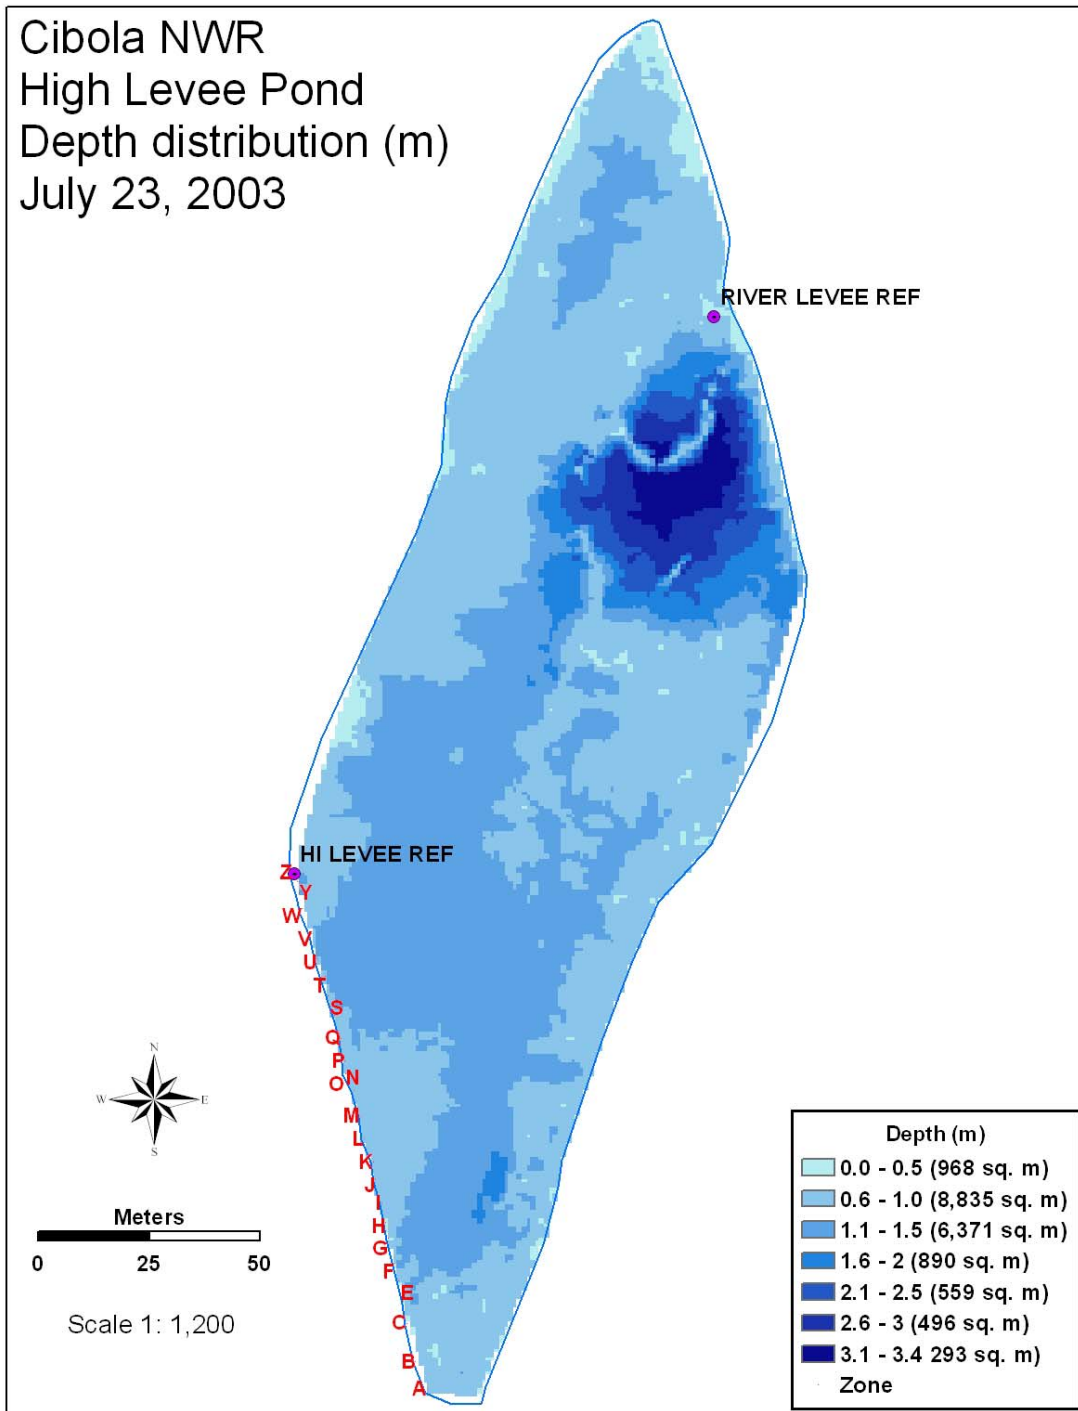 Cibola NWR
High Levee Pond
Depth distribution (m)
July 23, 2003
RIVER LEVEE REF
HI LEVEE REF
Z
Y
W
V
U
T
S
Q
P
N
O
M
L
K
J
I
H
G
F
E
C
B
A
N
W E
S
Meters
0 25 50
Scale 1: 1,200
Depth (m)
0.0 - 0.5 (968 sq. m)
0.6 - 1.0 (8,835 sq. m)
1.1 - 1.5 (6,371 sq. m)
1.6 - 2 (890 sq. m)
2.1 - 2.5 (559 sq. m)
2.6 - 3 (496 sq. m)
3.1 - 3.4 293 sq. m)
Zone